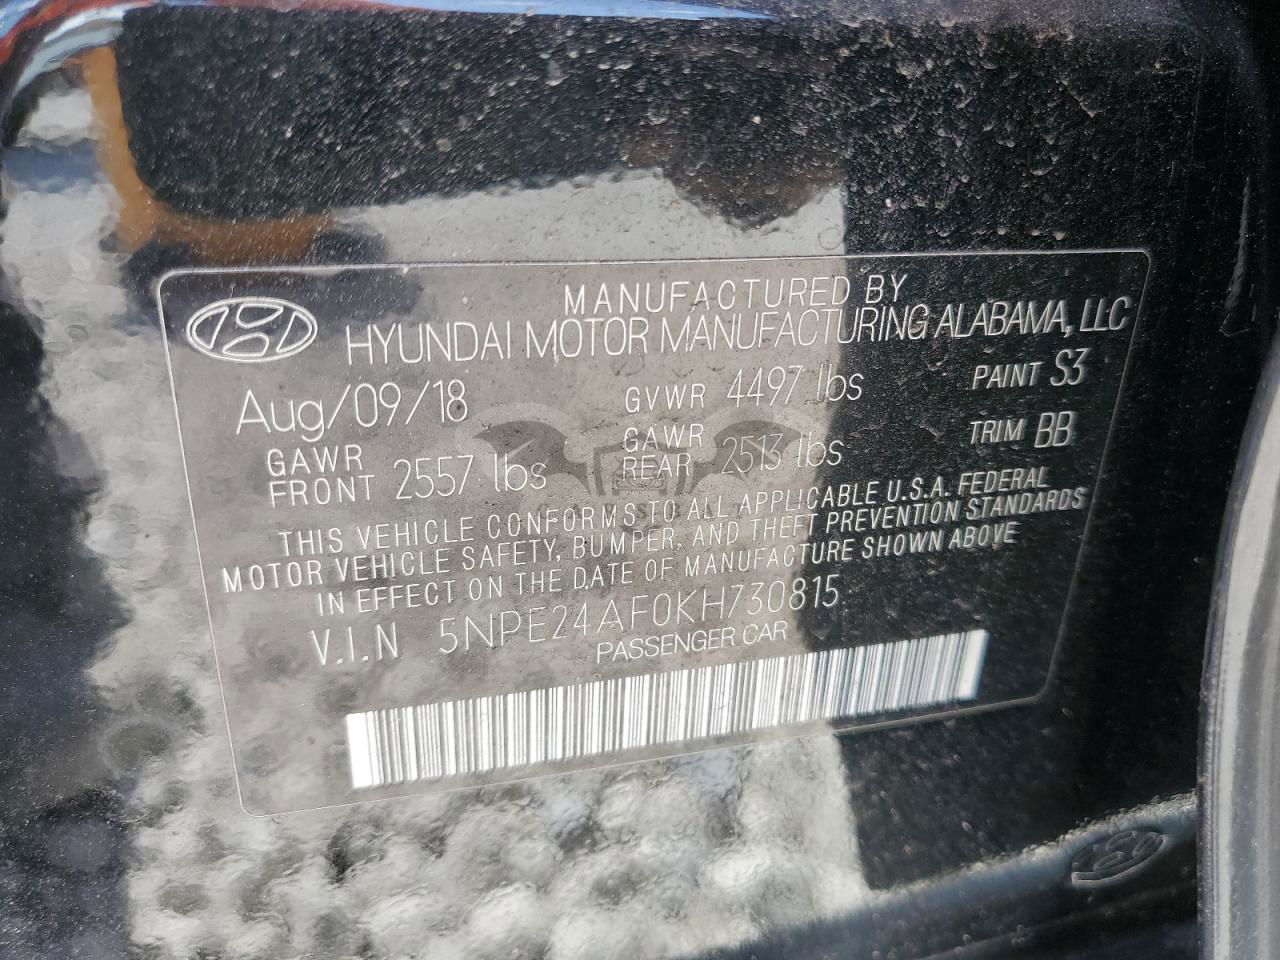 MANUFACTURED BY
HYUNDAI MOTOR MANUFACTURING ALABAMA, LLC
Aug/09/18 GVWR 4497 lbs PAINT S3
GAWR FRONT 2557 lbs GAWR REAR 2513 lbs TRIM BB
THIS VEHICLE CONFORMS TO ALL APPLICABLE U.S.A. FEDERAL
MOTOR VEHICLE SAFETY, BUMPER, AND THEFT PREVENTION STANDARDS
IN EFFECT ON THE DATE OF MANUFACTURE SHOWN ABOVE
V.I.N 5NPE24AF0KH730815
PASSENGER CAR